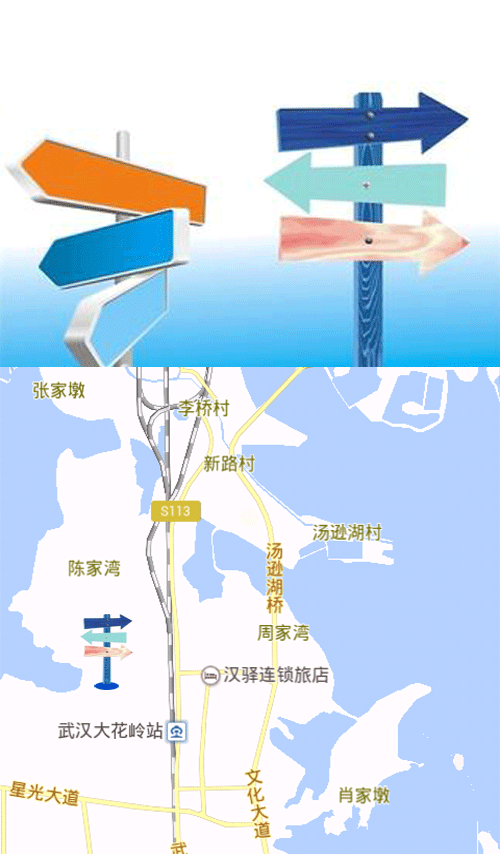 张家墩
李桥村
新路村
S113
汤逊湖村
汤逊湖桥
陈家湾
周家湾
汉驿连锁旅店
武汉大花岭站
星光大道
文化大道
肖家墩
武